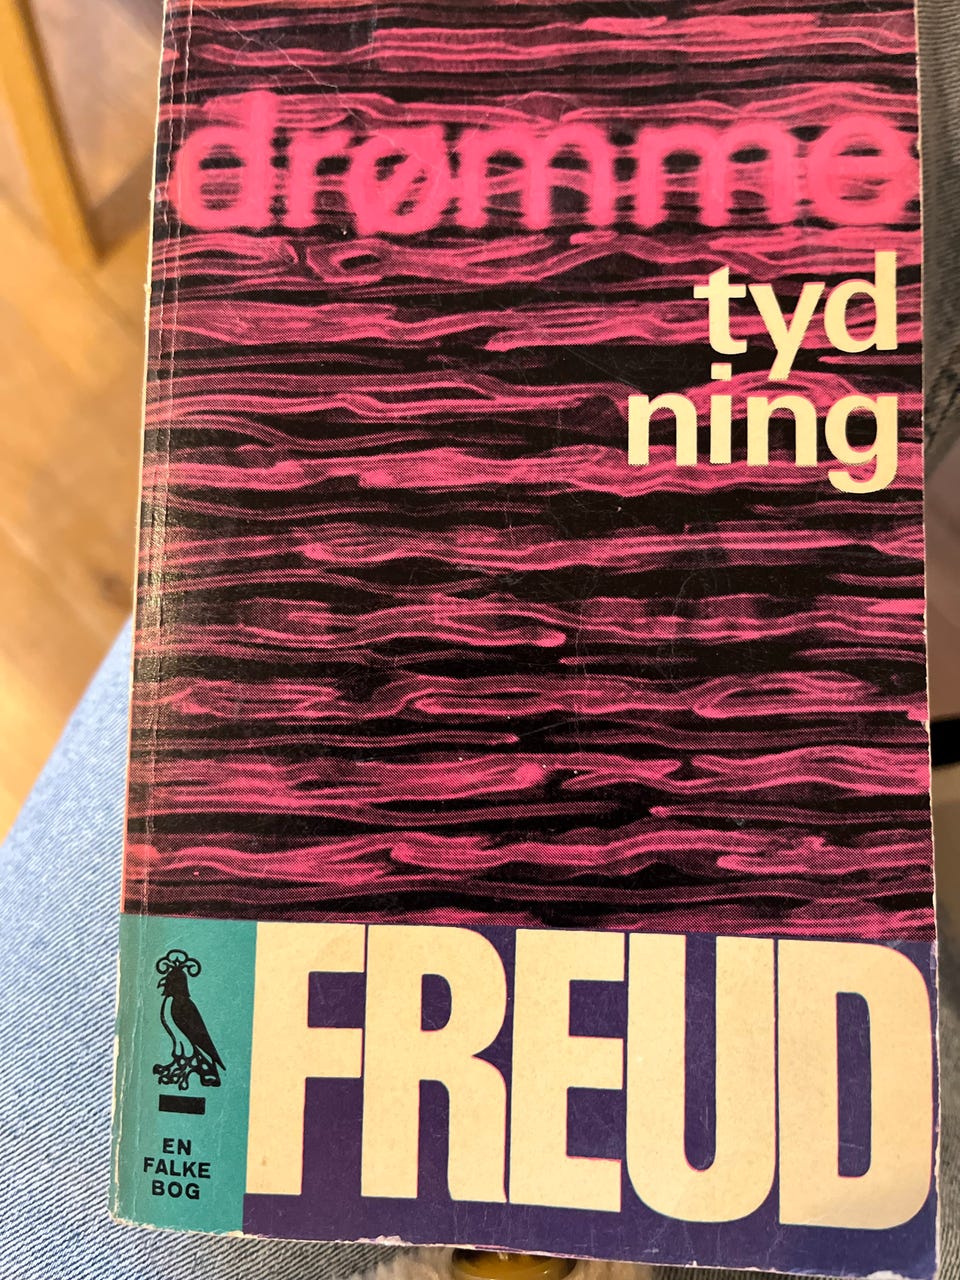 drømme
tyd
ning
FREUD
EN
FALKE
BOG